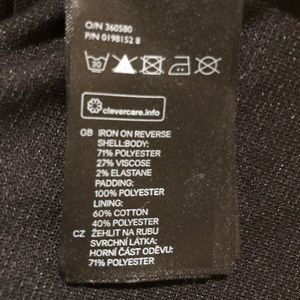 O/N 360580
P/N 0198152 8
30
clevercare.info
GB IRON ON REVERSE
SHELL:BODY:
71% POLYESTER
27% VISCOSE
2% ELASTANE
PADDING:
100% POLYESTER
LINING:
60% COTTON
40% POLYESTER
CZ ŽEHLIT NA RUBU
SVRCHNÍ LÁTKA:
HORNÍ ČÁST ODĚVU:
71% POLYESTER